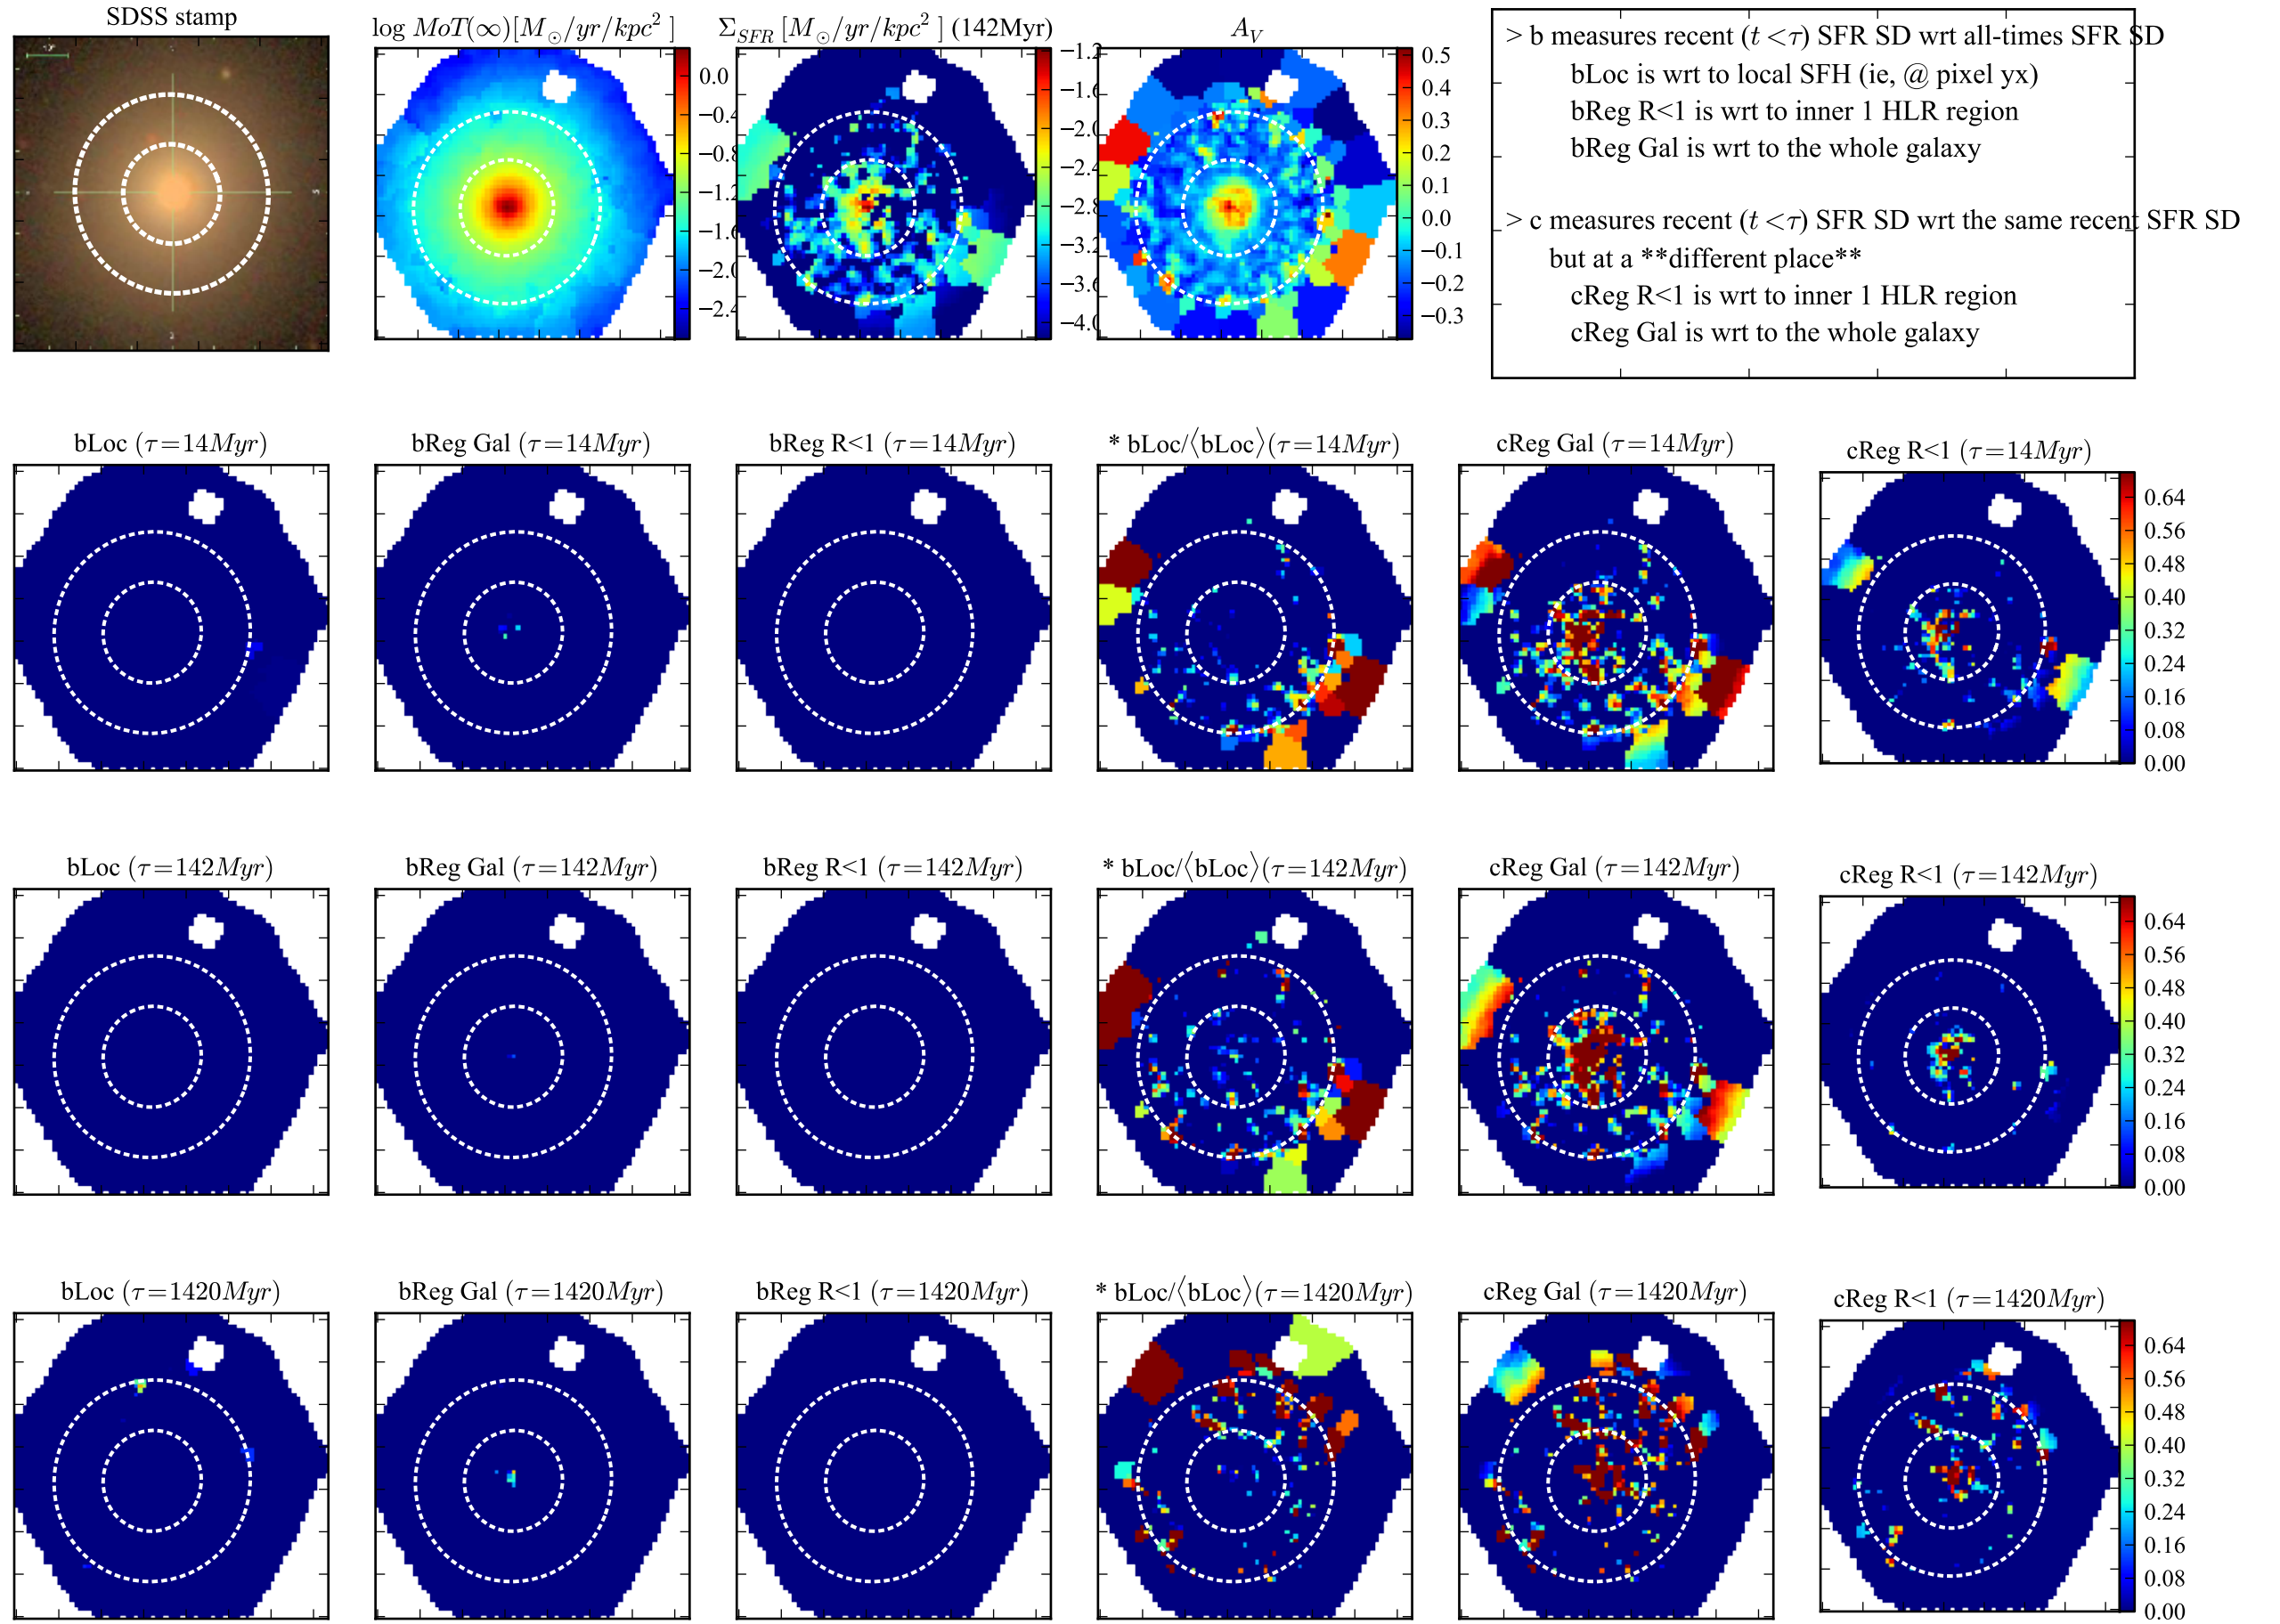 SDSS stamp
log MoT(∞)[M⊙/yr/kpc² ]
Σ_SFR [M⊙/yr/kpc² ] (142Myr)
A_V
0.0
−0.4
−0.8
−1.2
−1.6
−2.0
−2.4
−1.2
−1.6
−2.0
−2.4
−2.8
−3.2
−3.6
−4.0
0.5
0.4
0.3
0.2
0.1
0.0
−0.1
−0.2
−0.3
> b measures recent (t <τ) SFR SD wrt all-times SFR SD
bLoc is wrt to local SFH (ie, @ pixel yx)
bReg R<1 is wrt to inner 1 HLR region
bReg Gal is wrt to the whole galaxy
> c measures recent (t <τ) SFR SD wrt the same recent SFR SD
but at a **different place**
cReg R<1 is wrt to inner 1 HLR region
cReg Gal is wrt to the whole galaxy
bLoc (τ=14Myr)
bReg Gal (τ=14Myr)
bReg R<1 (τ=14Myr)
* bLoc/⟨bLoc⟩(τ=14Myr)
cReg Gal (τ=14Myr)
cReg R<1 (τ=14Myr)
0.64
0.56
0.48
0.40
0.32
0.24
0.16
0.08
0.00
bLoc (τ=142Myr)
bReg Gal (τ=142Myr)
bReg R<1 (τ=142Myr)
* bLoc/⟨bLoc⟩(τ=142Myr)
cReg Gal (τ=142Myr)
cReg R<1 (τ=142Myr)
0.64
0.56
0.48
0.40
0.32
0.24
0.16
0.08
0.00
bLoc (τ=1420Myr)
bReg Gal (τ=1420Myr)
bReg R<1 (τ=1420Myr)
* bLoc/⟨bLoc⟩(τ=1420Myr)
cReg Gal (τ=1420Myr)
cReg R<1 (τ=1420Myr)
0.64
0.56
0.48
0.40
0.32
0.24
0.16
0.08
0.00